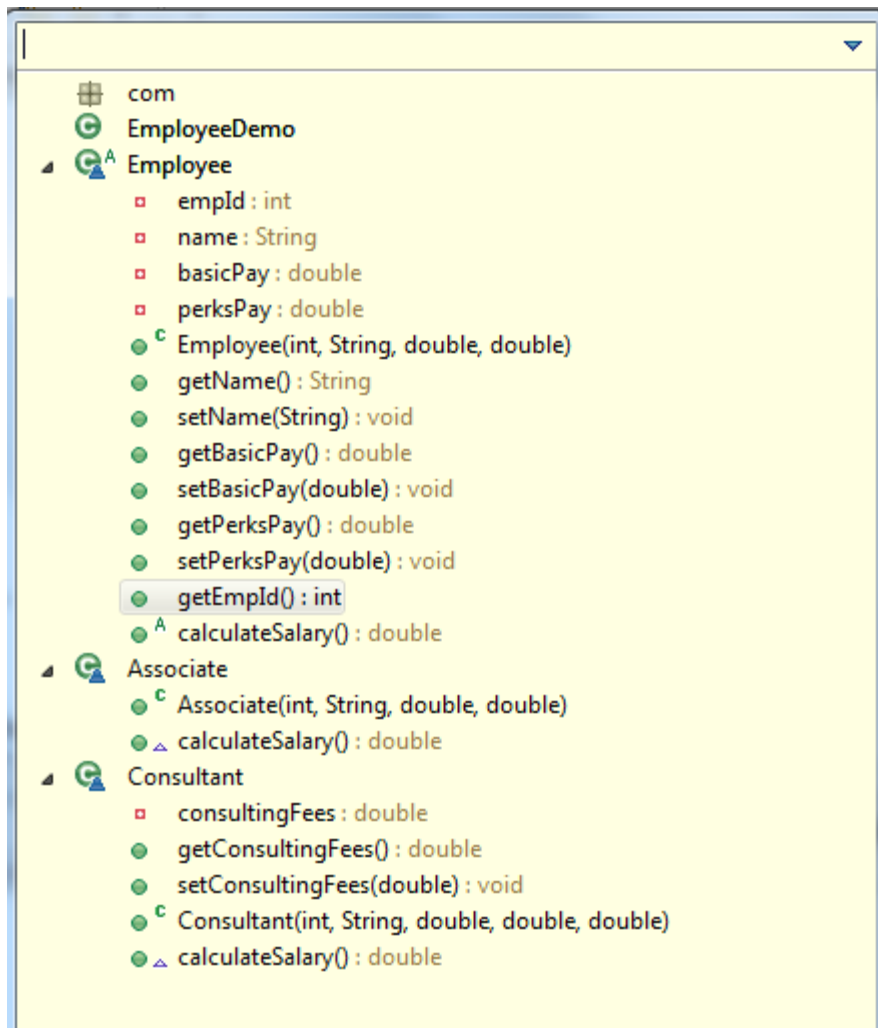 com
EmployeeDemo
Employee
empId : int
name : String
basicPay : double
perksPay : double
Employee(int, String, double, double)
getName() : String
setName(String) : void
getBasicPay() : double
setBasicPay(double) : void
getPerksPay() : double
setPerksPay(double) : void
getEmpId() : int
calculateSalary() : double
Associate
Associate(int, String, double, double)
calculateSalary() : double
Consultant
consultingFees : double
getConsultingFees() : double
setConsultingFees(double) : void
Consultant(int, String, double, double, double)
calculateSalary() : double